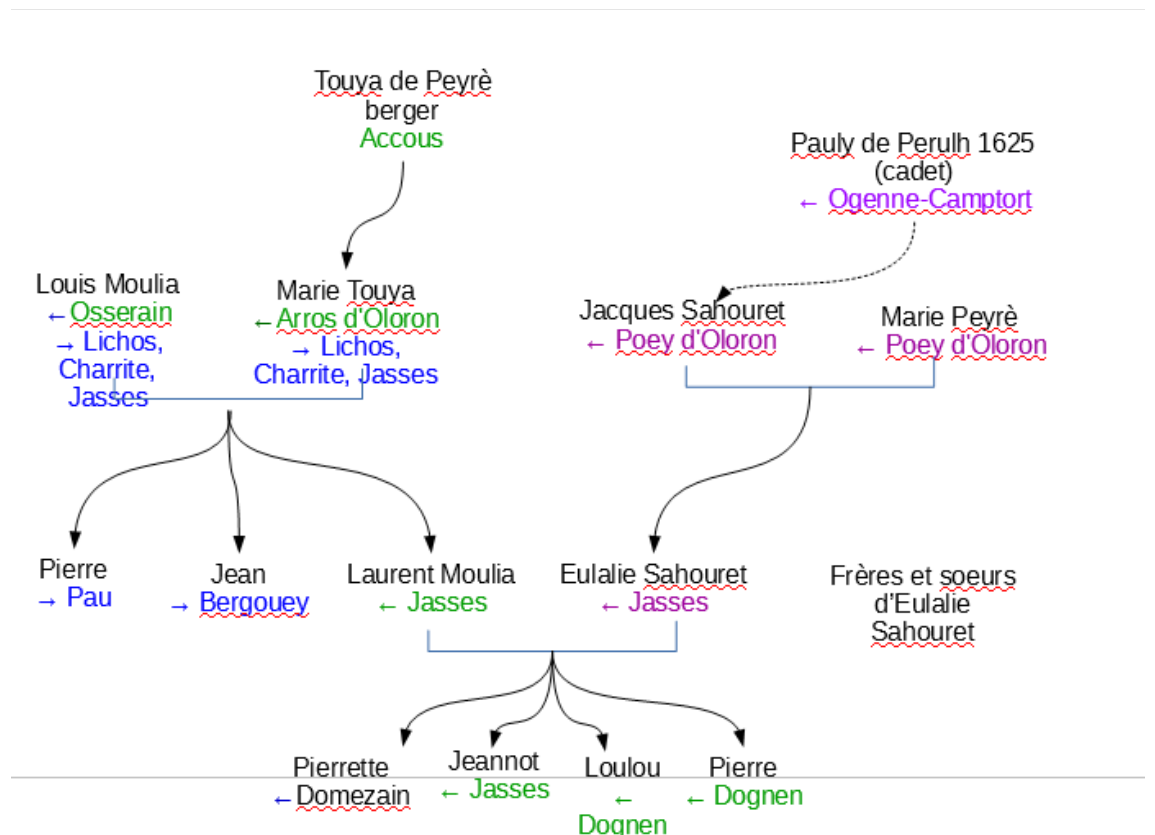 Touya de Peyrè
berger
Accous
Pauly de Perulh 1625
(cadet)
← Ogenne-Camptort
Louis Moulia
← Osserain
→ Lichos,
Charrite,
Jasses
Marie Touya
← Arros d'Oloron
→ Lichos,
Charrite, Jasses
Jacques Sahouret
← Poey d'Oloron
Marie Peyrè
← Poey d'Oloron
Pierre
→ Pau
Jean
→ Bergouey
Laurent Moulia
← Jasses
Eulalie Sahouret
← Jasses
Frères et soeurs
d'Eulalie
Sahouret
Pierrette
← Domezain
Jeannot
← Jasses
Loulou
←
Dognen
Pierre
← Dognen